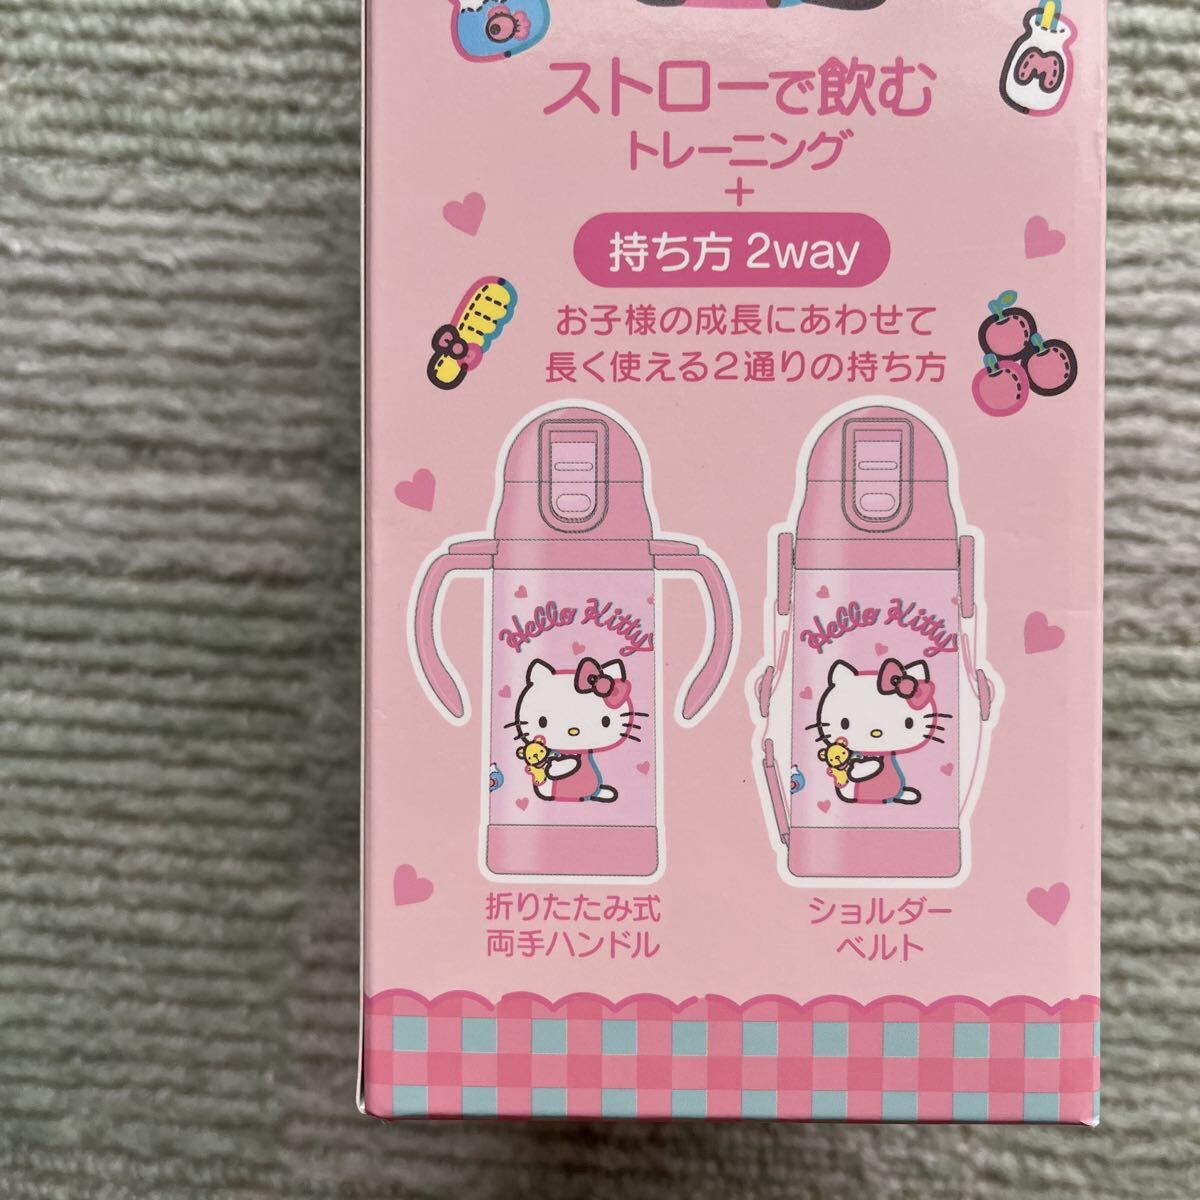 ストローで飲む
トレーニング
+
持ち方 2way
お子様の成長にあわせて
長く使える2通りの持ち方
Hello Kitty
Hello Kitty
折りたたみ式
両手ハンドル
ショルダー
ベルト
M